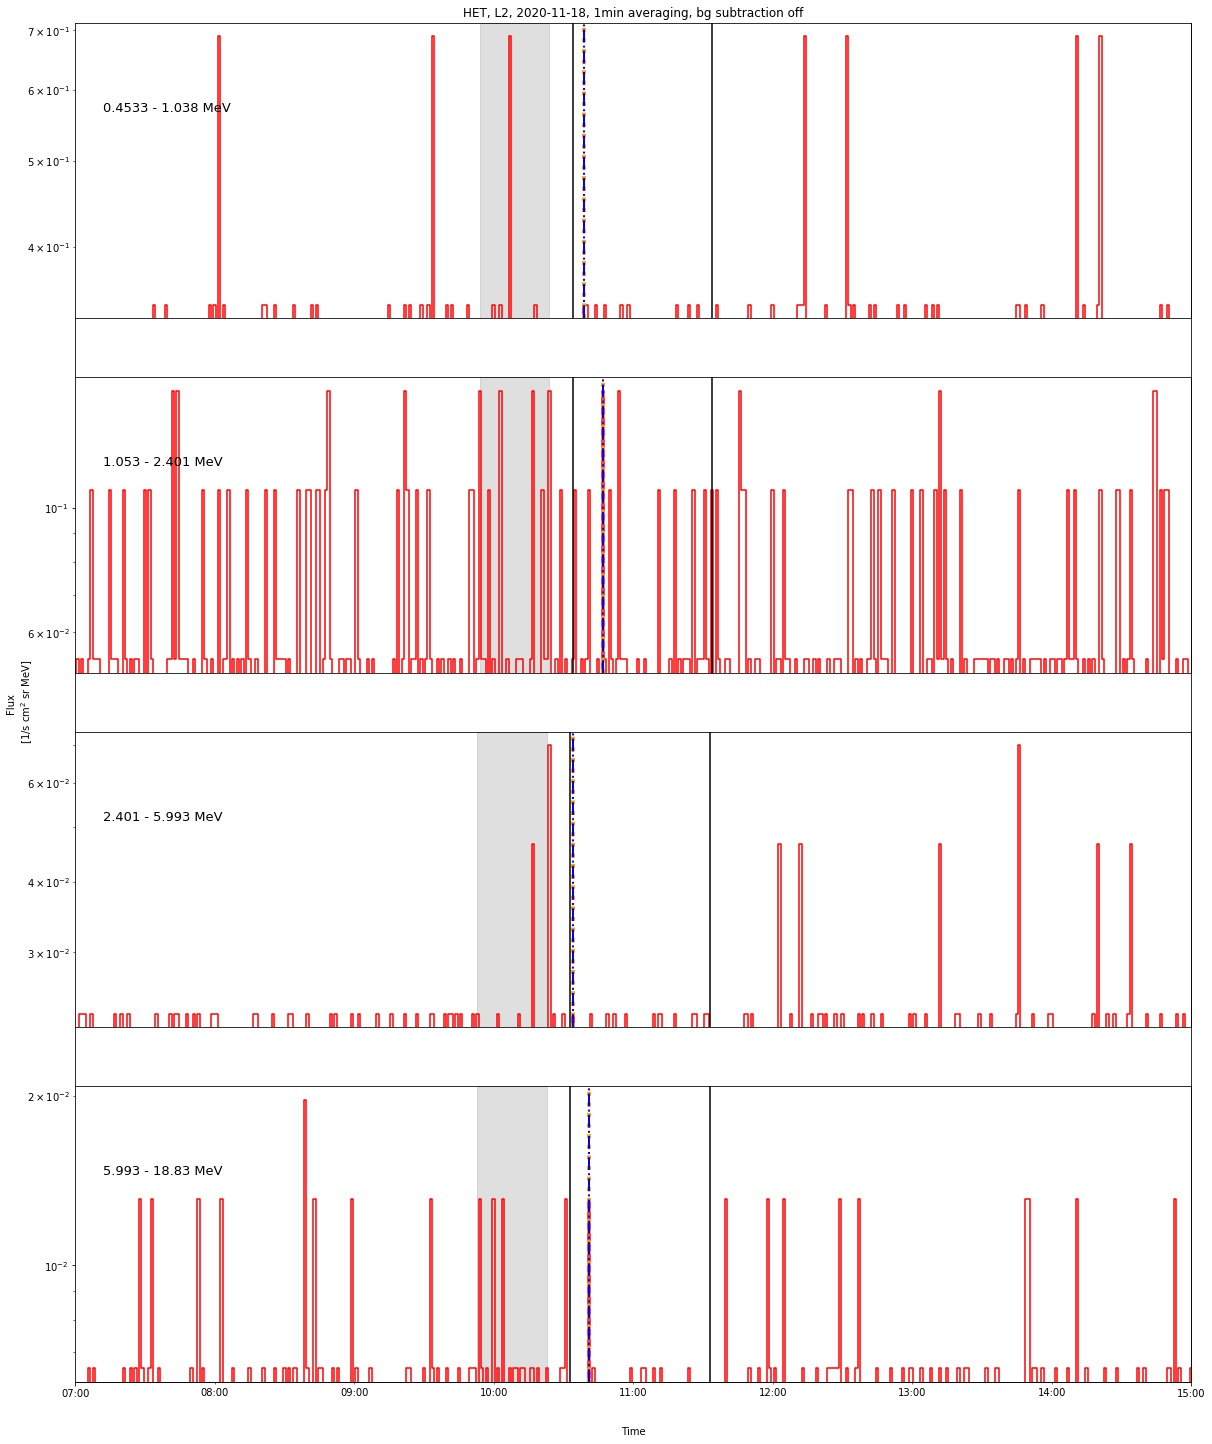 HET, L2, 2020-11-18, 1min averaging, bg subtraction off
7 × 10⁻¹
6 × 10⁻¹
0.4533 - 1.038 MeV
5 × 10⁻¹
4 × 10⁻¹
1.053 - 2.401 MeV
10⁻¹
6 × 10⁻²
Flux
[1/s cm² sr MeV]
6 × 10⁻²
2.401 - 5.993 MeV
4 × 10⁻²
3 × 10⁻²
2 × 10⁻²
5.993 - 18.83 MeV
10⁻²
07:00 08:00 09:00 10:00 11:00 12:00 13:00 14:00 15:00
Time